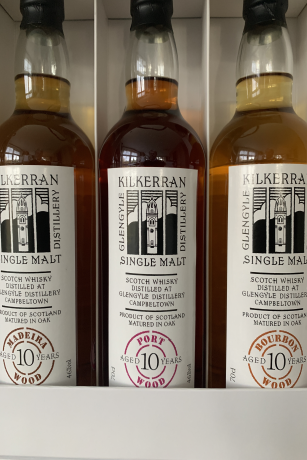 ILKERRAN
DISTILLERY
SINGLE MALT
SCOTCH WHISKY
DISTILLED AT
GLENGYLE DISTILLERY
CAMPBELTOWN
PRODUCT OF SCOTLAND
MATURED IN OAK
MADEIRA
AGED 10 YEARS
WOOD
KILKERRAN
GLENGYLE
DISTILLERY
SINGLE MALT
SCOTCH WHISKY
DISTILLED AT
GLENGYLE DISTILLERY
CAMPBELTOWN
PRODUCT OF SCOTLAND
MATURED IN OAK
PORT
AGED 10 YEARS
WOOD
KILKERRA
GLENGYLE
SINGLE MALT
SCOTCH WHISKY
DISTILLED AT
GLENGYLE DISTILLER
CAMPBELTOWN
PRODUCT OF SCOTLAND
MATURED IN OAK
BOURBON
AGED 10 YEARS
WOOD